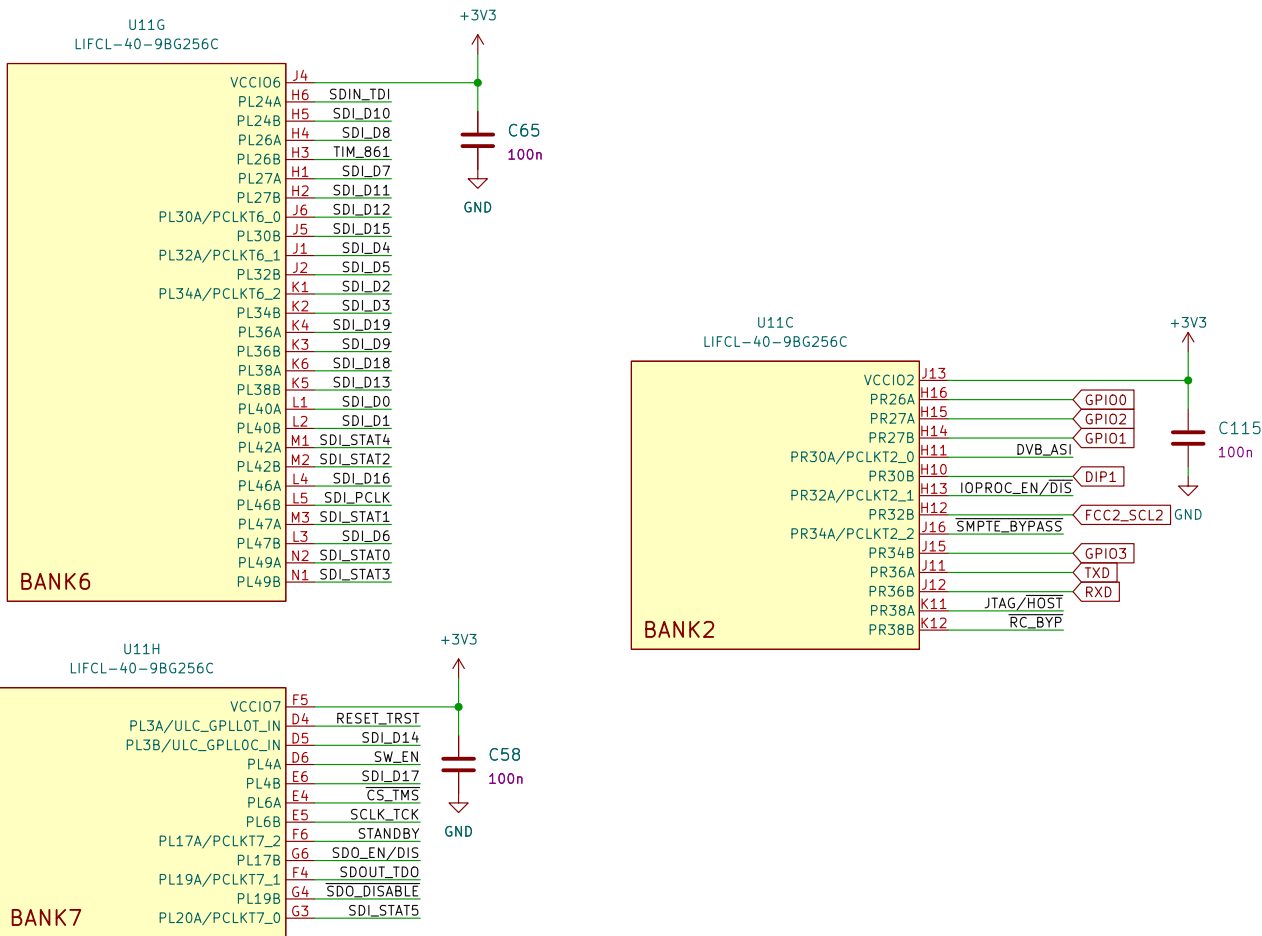 U11G
LIFCL-40-9BG256C
+3V3
VCCIO6 J4
PL24A H6 SDIN_TDI
PL24B H5 SDI_D10
PL26A H4 SDI_D8
PL26B H3 TIM_861
PL27A H1 SDI_D7
PL27B H2 SDI_D11
PL30A/PCLKT6_0 J6 SDI_D12
PL30B J5 SDI_D15
PL32A/PCLKT6_1 J1 SDI_D4
PL32B J2 SDI_D5
PL34A/PCLKT6_2 K1 SDI_D2
PL34B K2 SDI_D3
PL36A K4 SDI_D19
PL36B K3 SDI_D9
PL38A K6 SDI_D18
PL38B K5 SDI_D13
PL40A L1 SDI_D0
PL40B L2 SDI_D1
PL42A M1 SDI_STAT4
PL42B M2 SDI_STAT2
PL46A L4 SDI_D16
PL46B L5 SDI_PCLK
PL47A M3 SDI_STAT1
PL47B L3 SDI_D6
PL49A N2 SDI_STAT0
PL49B N1 SDI_STAT3
BANK6
C65
100n
GND
U11C
LIFCL-40-9BG256C
+3V3
VCCIO2 J13
PR26A H16 GPIO0
PR27A H15 GPIO2
PR27B H14 GPIO1
PR30A/PCLKT2_0 H11 DVB_ASI
PR30B H10 DIP1
PR32A/PCLKT2_1 H13 IOPROC_EN/DIS
PR32B H12 FCC2_SCL2
PR34A/PCLKT2_2 J16 SMPTE_BYPASS
PR34B J15 GPIO3
PR36A J11 TXD
PR36B J12 RXD
PR38A K11 JTAG/HOST
PR38B K12 RC_BYP
BANK2
C115
100n
GND
U11H
LIFCL-40-9BG256C
+3V3
VCCIO7 F5
PL3A/ULC_GPLL0T_IN D4 RESET_TRST
PL3B/ULC_GPLL0C_IN D5 SDI_D14
PL4A D6 SW_EN
PL4B E6 SDI_D17
PL6A E4 CS_TMS
PL6B E5 SCLK_TCK
PL17A/PCLKT7_2 F6 STANDBY
PL17B G6 SDO_EN/DIS
PL19A/PCLKT7_1 F4 SDOUT_TDO
PL19B G4 SDO_DISABLE
PL20A/PCLKT7_0 G3 SDI_STAT5
BANK7
C58
100n
GND